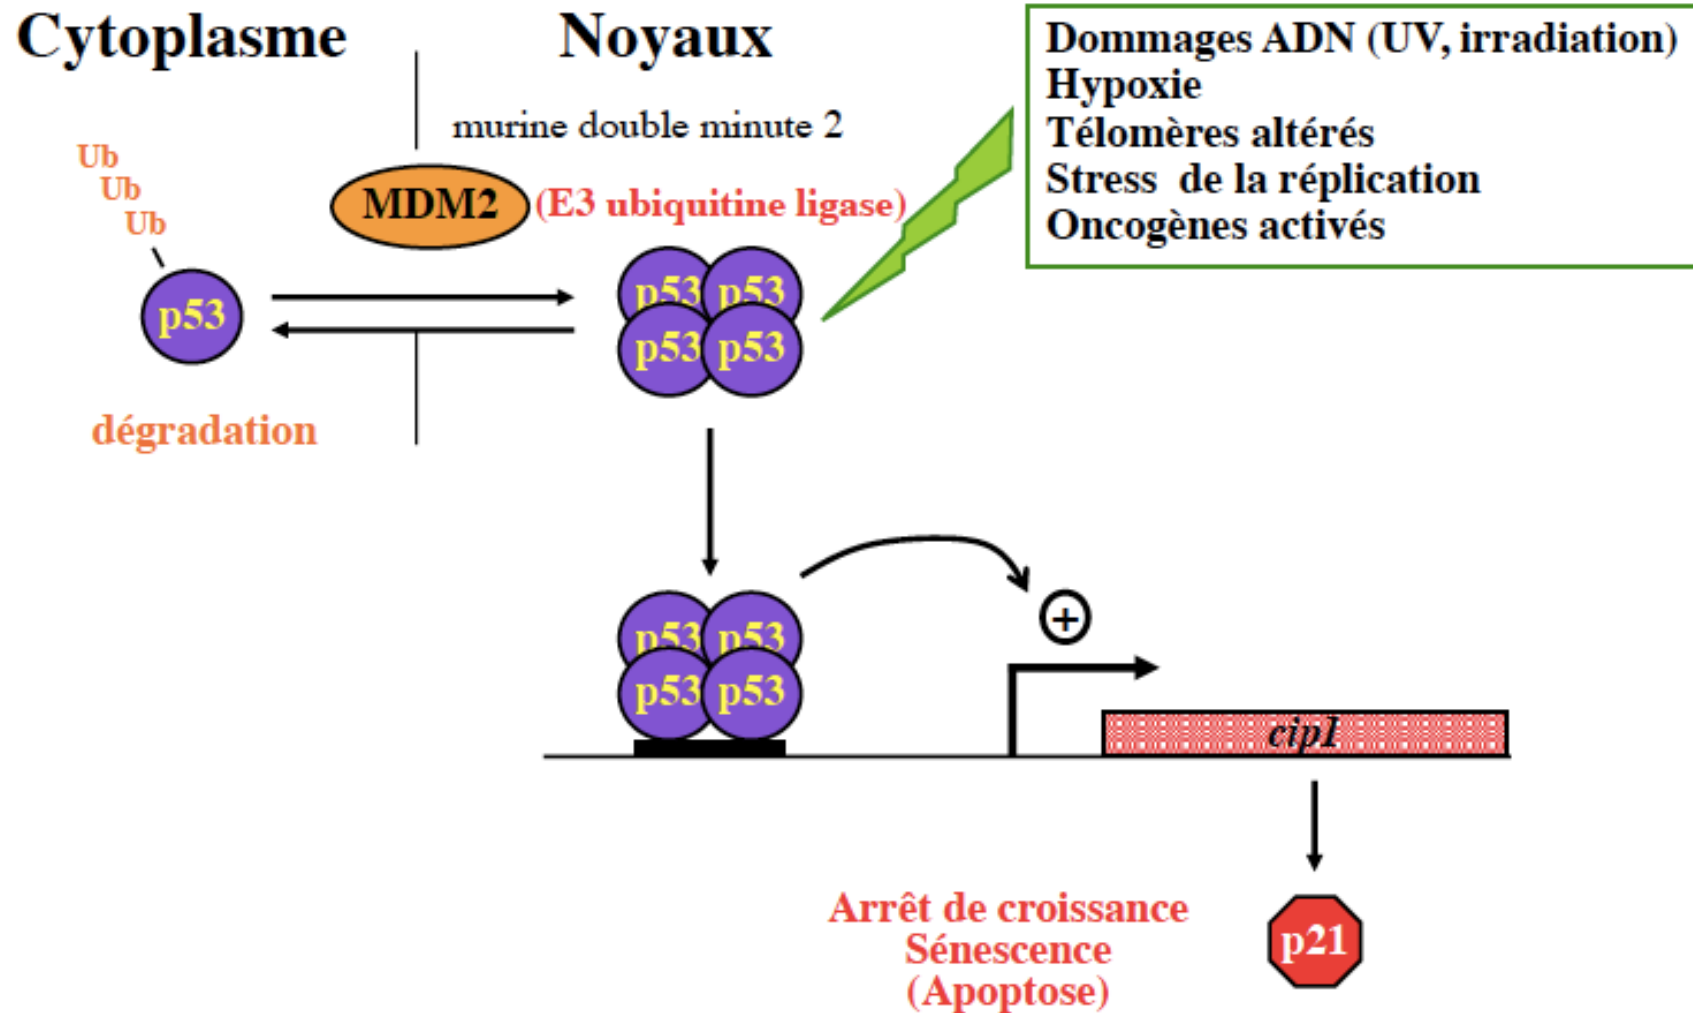 Cytoplasme
Noyaux
murine double minute 2
MDM2
(E3 ubiquitine ligase)
Dommages ADN (UV, irradiation)
Hypoxie
Télomères altérés
Stress de la réplication
Oncogènes activés
Ub
Ub
Ub
p53
p53
p53
p53
p53
dégradation
p53
p53
p53
p53
+
cip1
Arrêt de croissance
Sénescence
(Apoptose)
p21